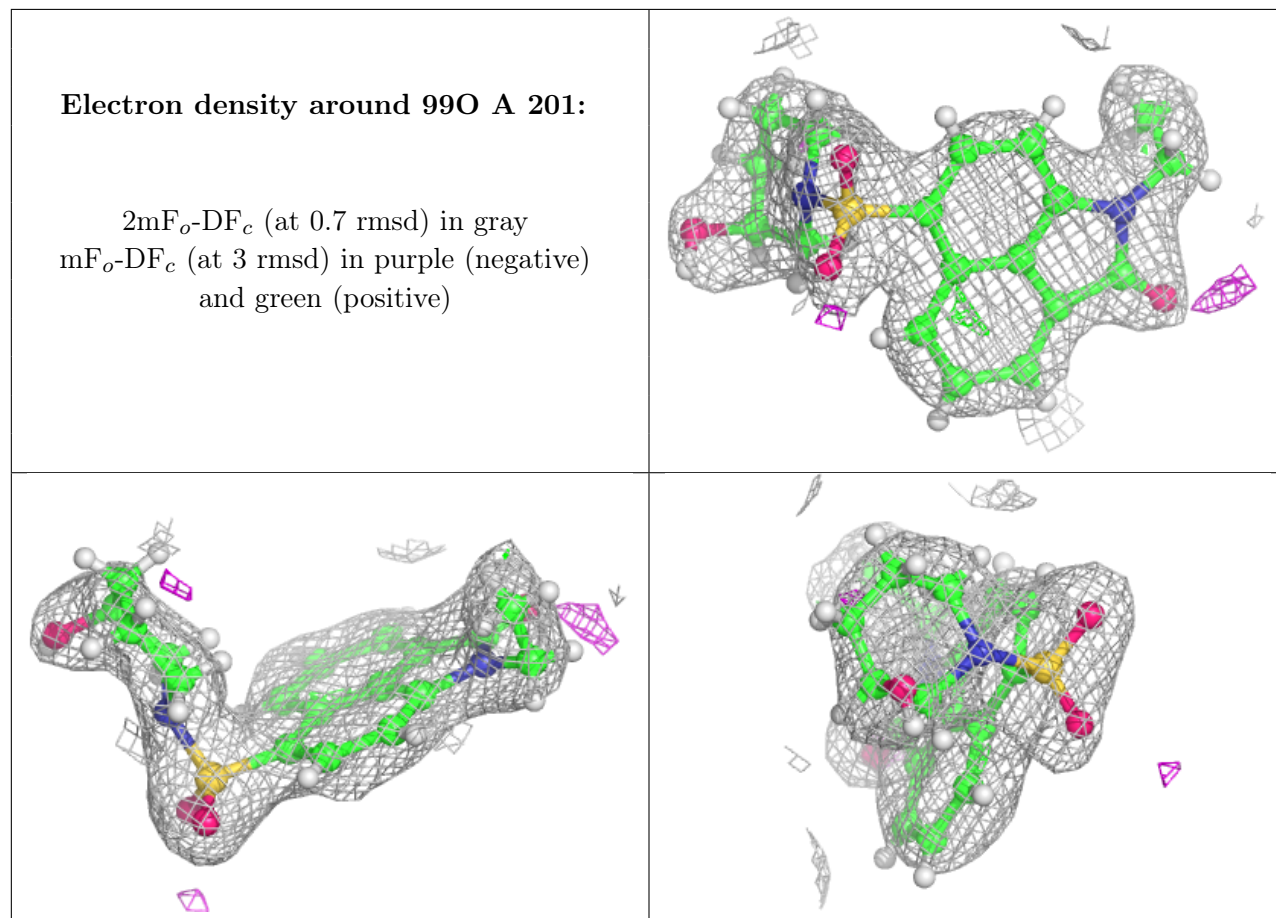 Electron density around 99O A 201:
2mFo-DFc (at 0.7 rmsd) in gray
mFo-DFc (at 3 rmsd) in purple (negative)
and green (positive)